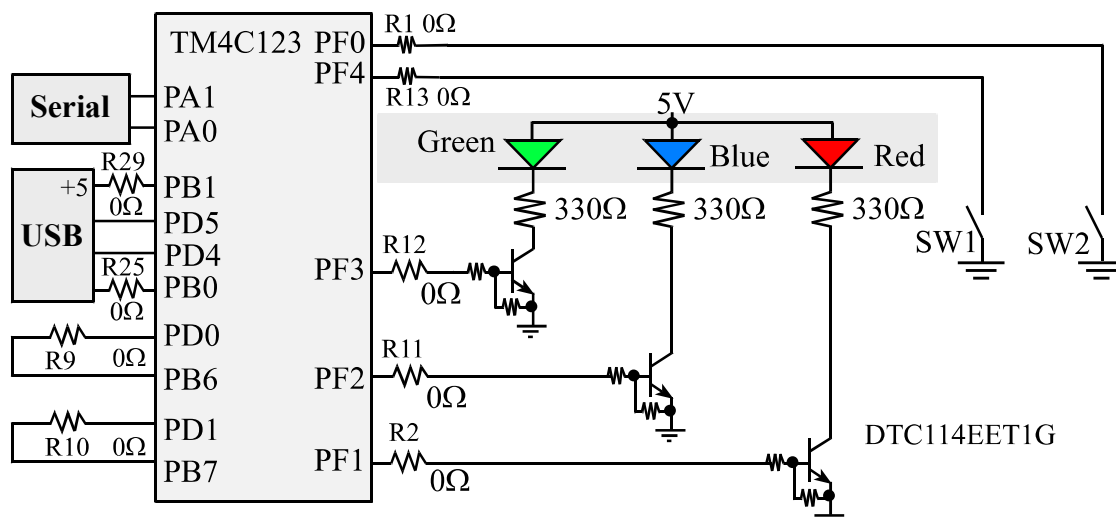 TM4C123
PF0
R1 0Ω
PF4
R13 0Ω
Serial
PA1
PA0
5V
Green
Blue
Red
R29
+5
0Ω
PB1
USB
PD5
PD4
R25
0Ω
PB0
330Ω
330Ω
330Ω
SW1
SW2
PF3
R12
0Ω
PD0
R9
0Ω
PB6
PF2
R11
0Ω
PD1
R10
0Ω
PB7
PF1
R2
0Ω
DTC114EET1G